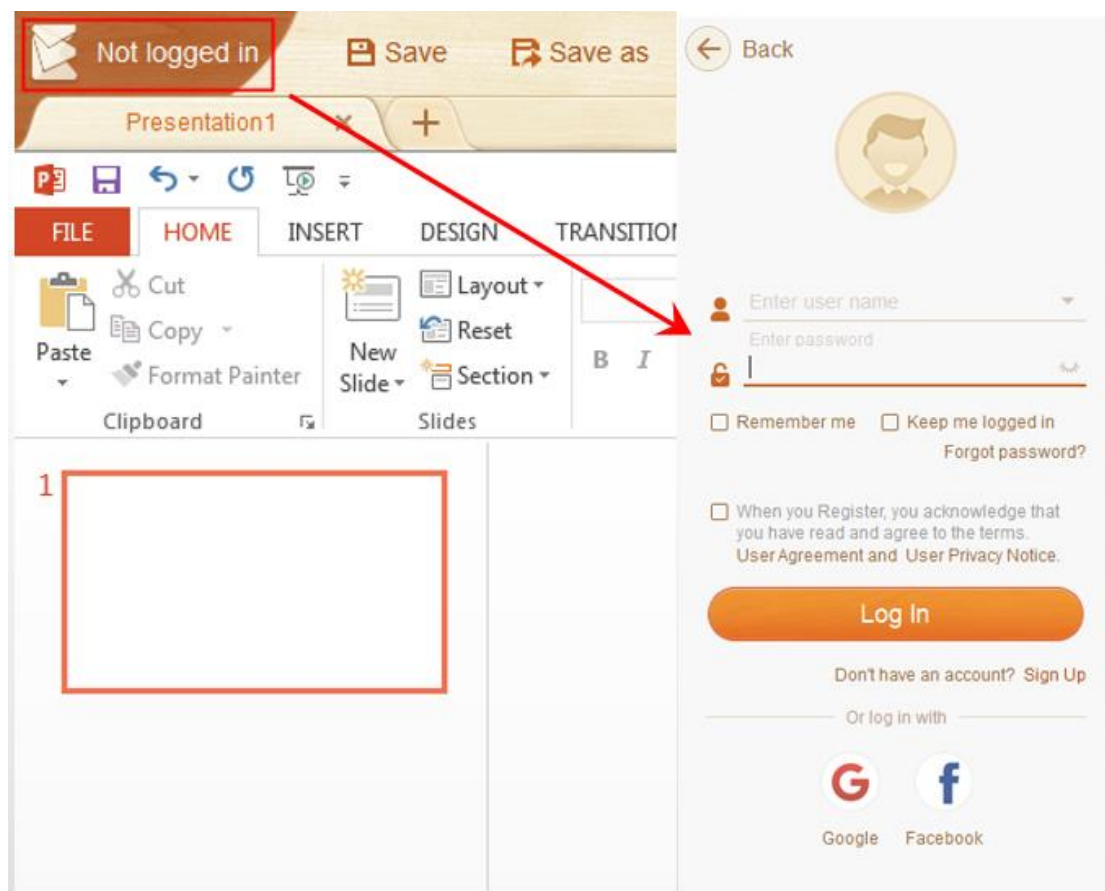 Not logged in
Save
Save as
Presentation1
FILE
HOME
INSERT
DESIGN
TRANSITION
Paste
Cut
Copy
Format Painter
Clipboard
New
Slide
Layout
Reset
Section
Slides
B I
1
Back
Enter user name
Enter password
Remember me
Keep me logged in
Forgot password?
When you Register, you acknowledge that
you have read and agree to the terms.
User Agreement and User Privacy Notice.
Log In
Don't have an account? Sign Up
Or log in with
Google
Facebook